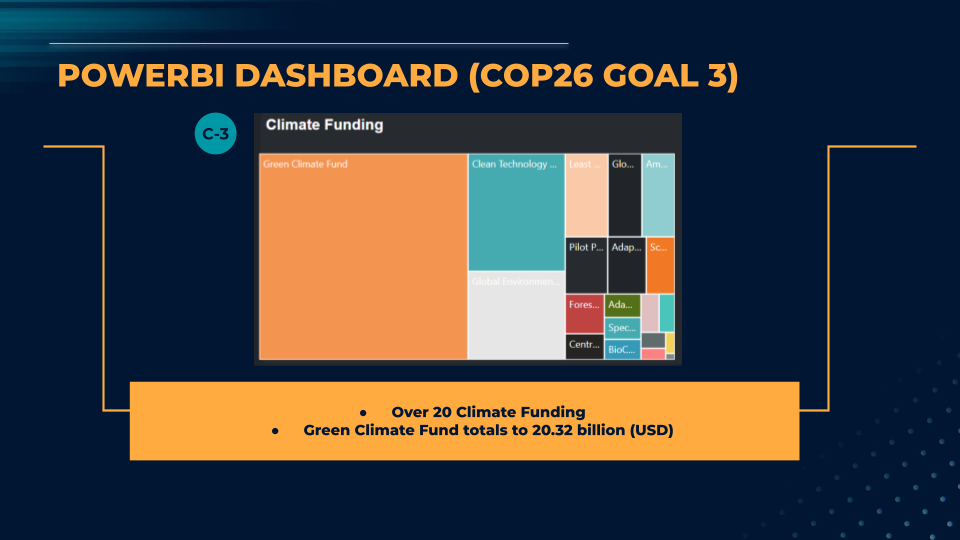 POWERBI DASHBOARD (COP26 GOAL 3)
C-3
Climate Funding
Green Climate Fund
Clean Technology ...
Least ...
Glo...
Am...
Global Environmen...
Pilot P...
Adap...
Sc...
Fores...
Ada...
Spec...
Centr...
BioC...
● Over 20 Climate Funding
● Green Climate Fund totals to 20.32 billion (USD)